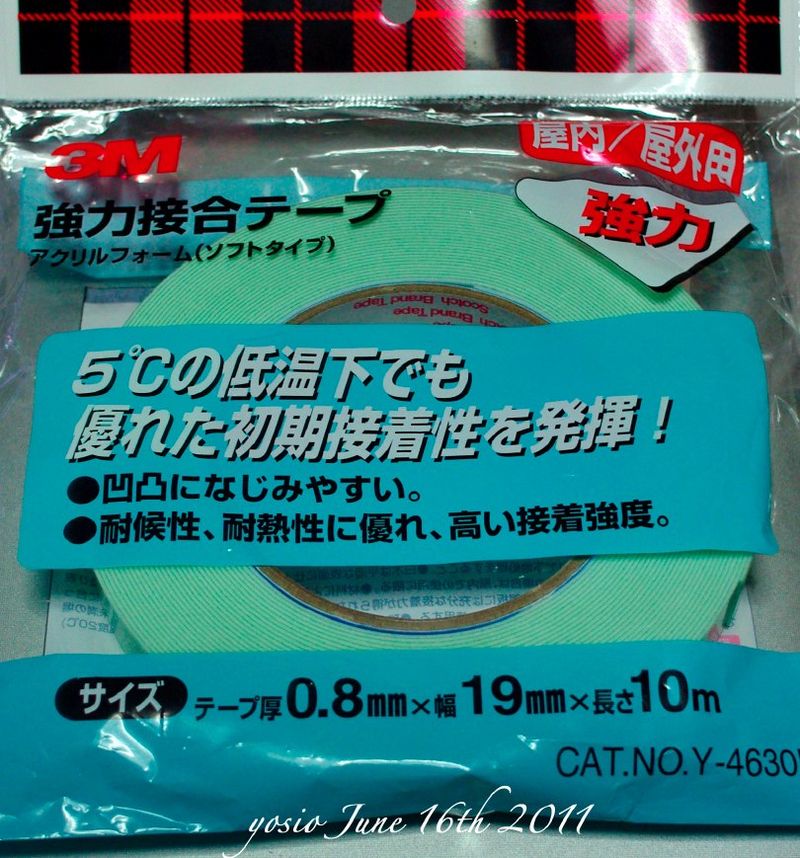 3M
屋内/屋外用
強力
強力接合テープ
アクリルフォーム(ソフトタイプ)
Scotch Brand Tape
5℃の低温下でも
優れた初期接着性を発揮!
●凹凸になじみやすい。
●耐候性、耐熱性に優れ、高い接着強度。
サイズ テープ厚0.8mm×幅19mm×長さ10m
CAT.NO.Y-4630
yosio June 16th 2011